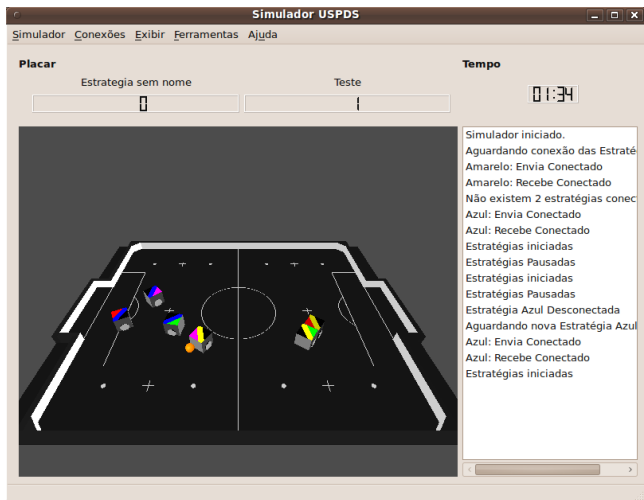 Simulador USPDS
Simulador Conexões Exibir Ferramentas Ajuda
Placar
Tempo
Estrategia sem nome
Teste
0
1
01:34
Simulador iniciado.
Aguardando conexão das Estraté
Amarelo: Envia Conectado
Amarelo: Recebe Conectado
Não existem 2 estratégias conec
Azul: Envia Conectado
Azul: Recebe Conectado
Estratégias iniciadas
Estratégias Pausadas
Estratégias iniciadas
Estratégias Pausadas
Estratégia Azul Desconectada
Aguardando nova Estratégia Azul
Azul: Envia Conectado
Azul: Recebe Conectado
Estratégias iniciadas